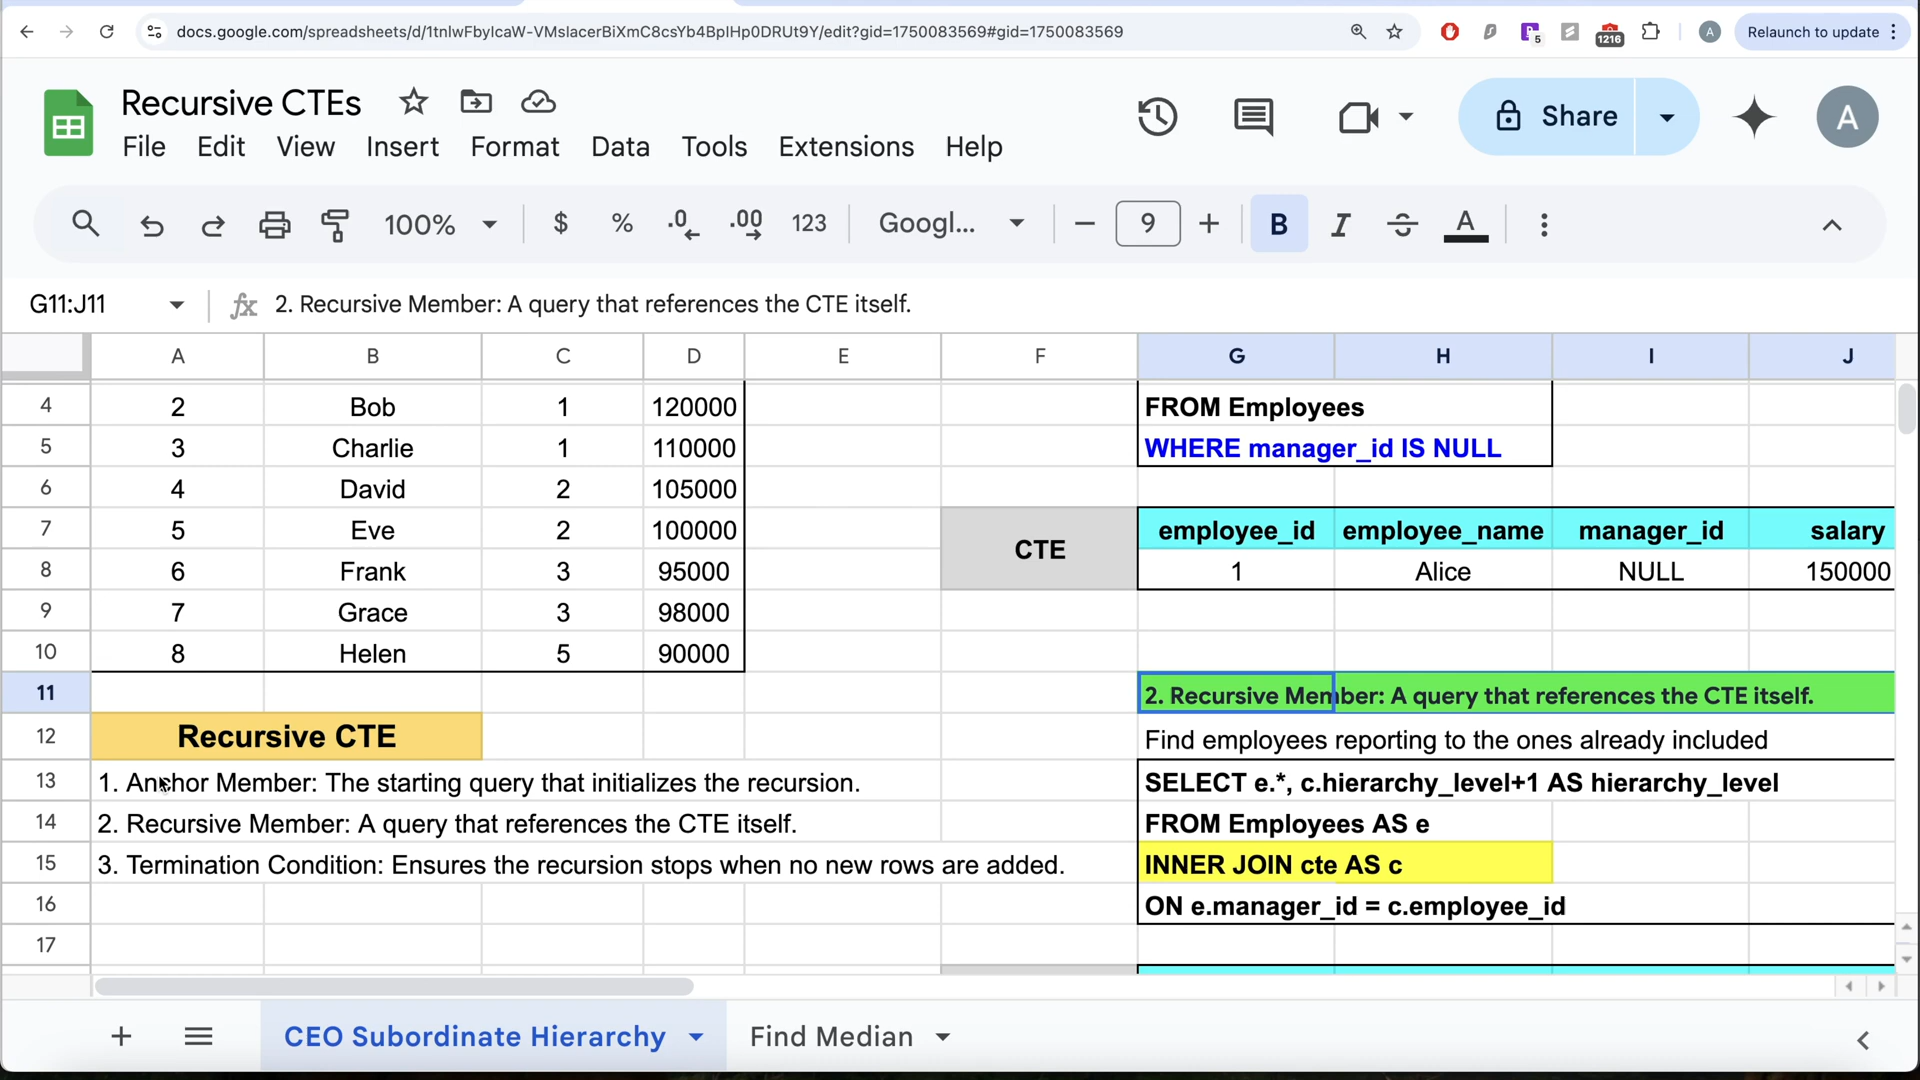 docs.google.com/spreadsheets/d/1tnlwFbyIcaW-VMslacerBiXmC8csYb4BpIHp0DRUt9Y/edit?gid=1750083569#gid=1750083569
5
1216
A
Relaunch to update
Recursive CTEs
File Edit View Insert Format Data Tools Extensions Help
Share
A
100%
$ % .0 .00 123
Googl...
9
B I S A
G11:J11
fx 2. Recursive Member: A query that references the CTE itself.
A B C D E F G H I J
4 2 Bob 1 120000 FROM Employees
5 3 Charlie 1 110000 WHERE manager_id IS NULL
6 4 David 2 105000
7 5 Eve 2 100000 employee_id employee_name manager_id salary
CTE
8 6 Frank 3 95000 1 Alice NULL 150000
9 7 Grace 3 98000
10 8 Helen 5 90000
11 2. Recursive Member: A query that references the CTE itself.
12 Recursive CTE Find employees reporting to the ones already included
13 1. Anchor Member: The starting query that initializes the recursion. SELECT e.*, c.hierarchy_level+1 AS hierarchy_level
14 2. Recursive Member: A query that references the CTE itself. FROM Employees AS e
15 3. Termination Condition: Ensures the recursion stops when no new rows are added. INNER JOIN cte AS c
16 ON e.manager_id = c.employee_id
17
CEO Subordinate Hierarchy Find Median